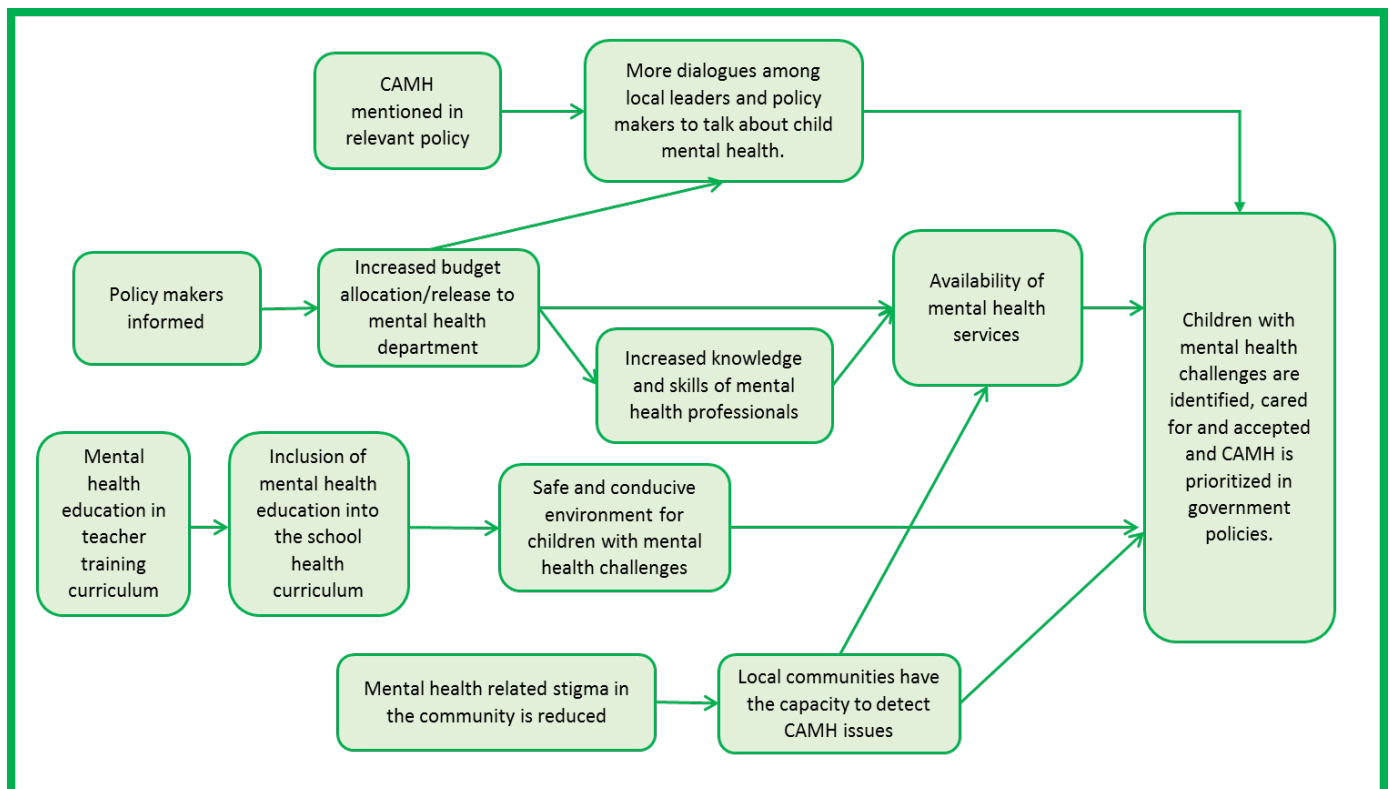 CAMH
mentioned in
relevant policy
More dialogues among
local leaders and policy
makers to talk about child
mental health.
Policy makers
informed
Increased budget
allocation/release to
mental health
department
Increased knowledge
and skills of mental
health professionals
Availability of
mental health
services
Children with
mental health
challenges are
identified, cared
for and accepted
and CAMH is
prioritized in
government
policies.
Mental
health
education in
teacher
training
curriculum
Inclusion of
mental health
education into
the school
health
curriculum
Safe and conducive
environment for
children with mental
health challenges
Mental health related stigma in
the community is reduced
Local communities have
the capacity to detect
CAMH issues